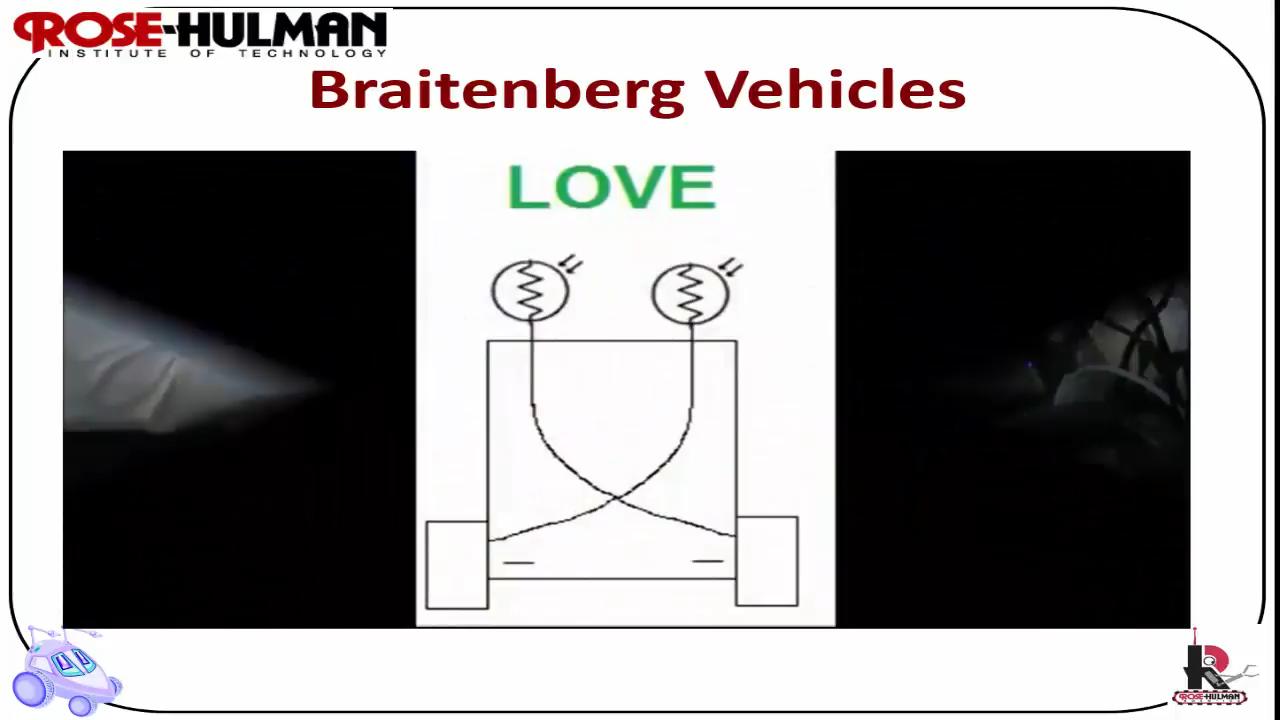 ROSE-HULMAN
INSTITUTE OF TECHNOLOGY
Braitenberg Vehicles
LOVE
ROSE-HULMAN